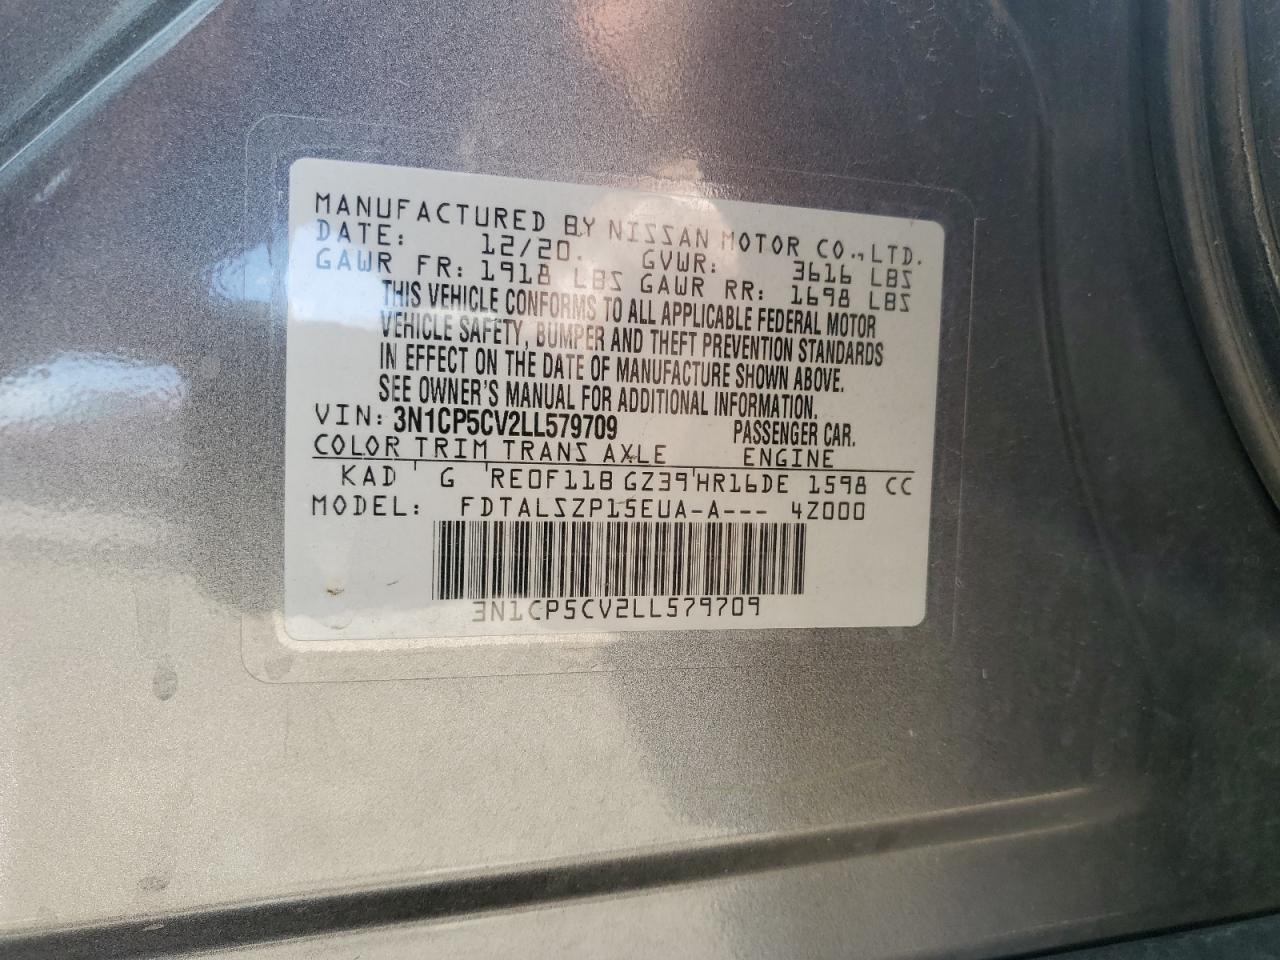 MANUFACTURED BY NISSAN MOTOR CO.,LTD.
DATE: 12/20. GVWR: 3616 LBS
GAWR FR: 1918 LBS GAWR RR: 1698 LBS
THIS VEHICLE CONFORMS TO ALL APPLICABLE FEDERAL MOTOR
VEHICLE SAFETY, BUMPER AND THEFT PREVENTION STANDARDS
IN EFFECT ON THE DATE OF MANUFACTURE SHOWN ABOVE.
SEE OWNER'S MANUAL FOR ADDITIONAL INFORMATION.
VIN: 3N1CP5CV2LL579709 PASSENGER CAR.
COLOR TRIM TRANS AXLE ENGINE
KAD ' G 'RE0F11B GZ39'HR16DE 1598 CC
MODEL: FDTALSZP15EUA-A--- 4Z000
3N1CP5CV2LL579709